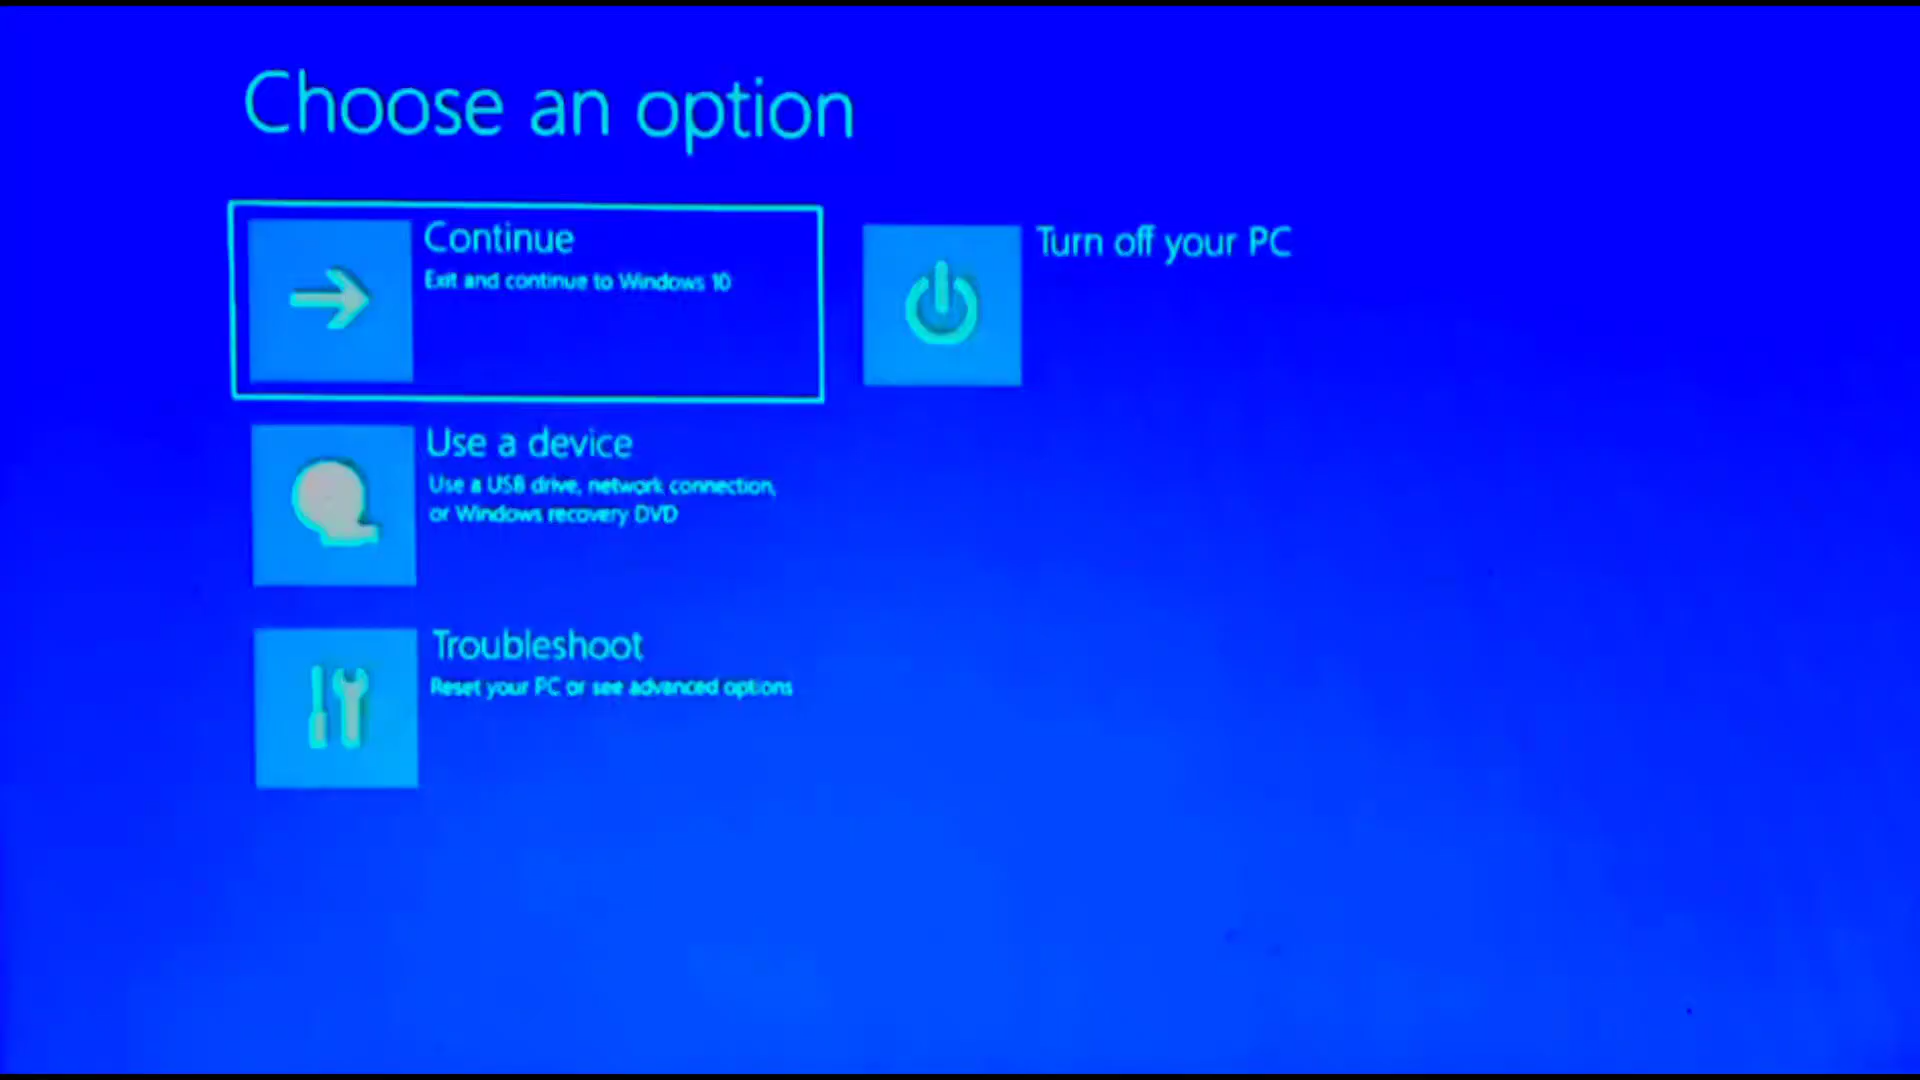 Choose an option
Continue
Exit and continue to Windows 10
Turn off your PC
Use a device
Use a USB drive, network connection,
or Windows recovery DVD
Troubleshoot
Reset your PC or see advanced options